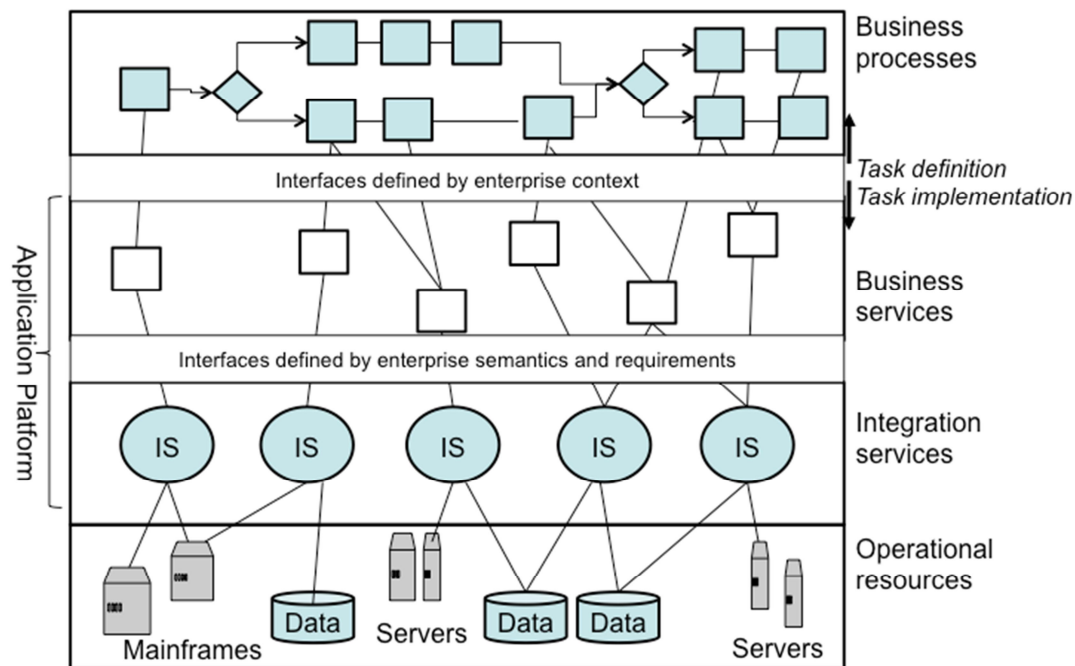 Business
processes
Interfaces defined by enterprise context
Task definition
Task implementation
Application Platform
Business
services
Interfaces defined by enterprise semantics and requirements
IS
IS
IS
IS
IS
Integration
services
Operational
resources
Data
Data
Data
Mainframes
Servers
Servers